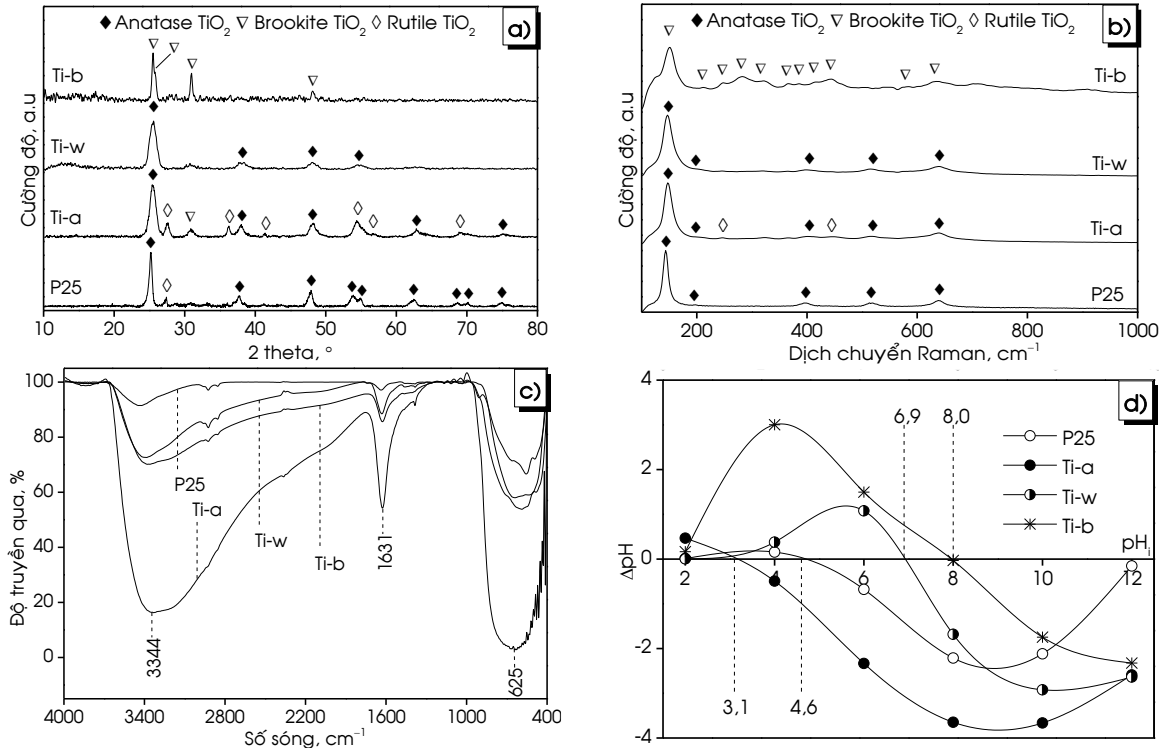 ◆ Anatase TiO₂ ▽ Brookite TiO₂ ◇ Rutile TiO₂
a)
Ti-b
Ti-w
Ti-a
P25
Cường độ, a.u
10 20 30 40 50 60 70 80
2 theta, °
◆ Anatase TiO₂ ▽ Brookite TiO₂ ◇ Rutile TiO₂
b)
Ti-b
Ti-w
Ti-a
P25
Cường độ, a.u
200 400 600 800 1000
Dịch chuyển Raman, cm⁻¹
c)
100
80
60
40
20
0
Độ truyền qua, %
P25
Ti-a
Ti-w
Ti-b
3344
1631
625
4000 3400 2800 2200 1600 1000 400
Số sóng, cm⁻¹
d)
4
2
0
-2
-4
ΔpH
6,9
8,0
P25
Ti-a
Ti-w
Ti-b
pHᵢ
2 4 6 8 10 12
3,1
4,6